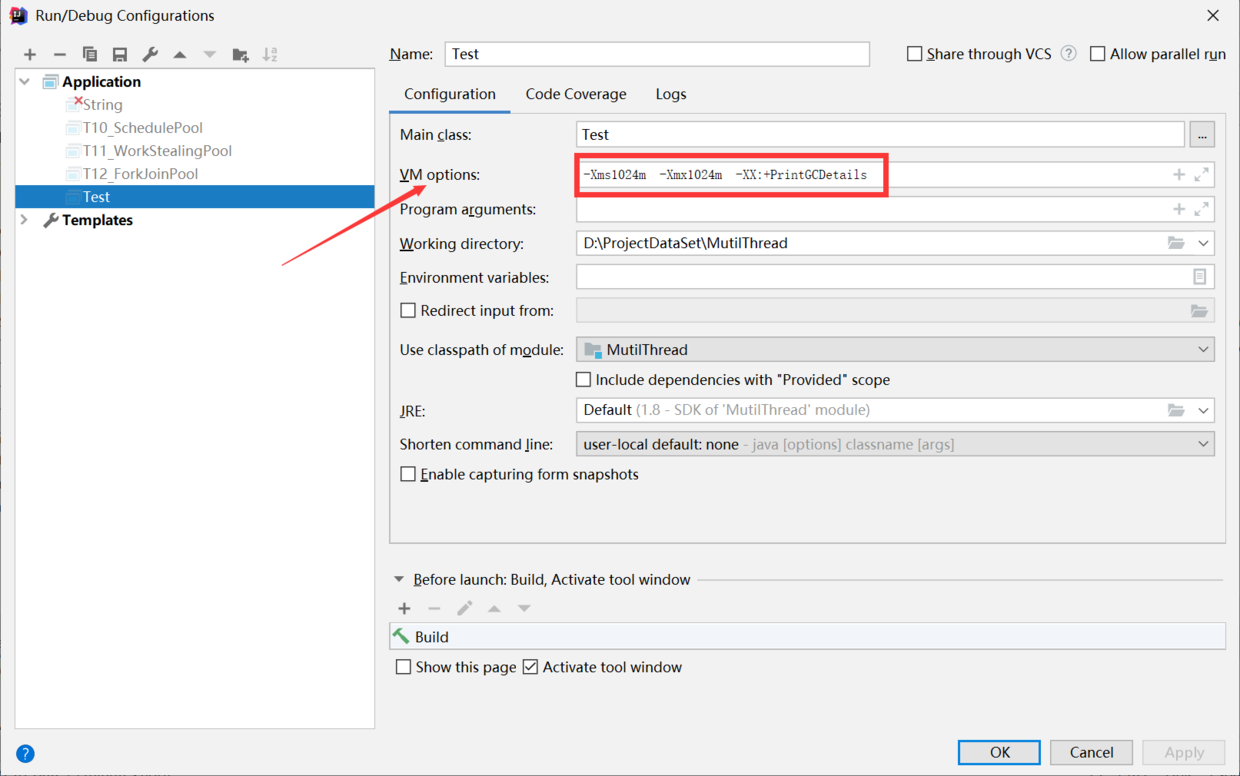 Run/Debug Configurations
Name: Test
Share through VCS
Allow parallel run
Application
String
T10_SchedulePool
T11_WorkStealingPool
T12_ForkJoinPool
Test
Templates
Configuration Code Coverage Logs
Main class: Test ...
VM options: -Xms1024m -Xmx1024m -XX:+PrintGCDetails
Program arguments:
Working directory: D:\ProjectDataSet\MutilThread
Environment variables:
Redirect input from:
Use classpath of module: MutilThread
Include dependencies with "Provided" scope
JRE: Default (1.8 - SDK of 'MutilThread' module)
Shorten command line: user-local default: none - java [options] classname [args]
Enable capturing form snapshots
Before launch: Build, Activate tool window
Build
Show this page Activate tool window
? OK Cancel Apply